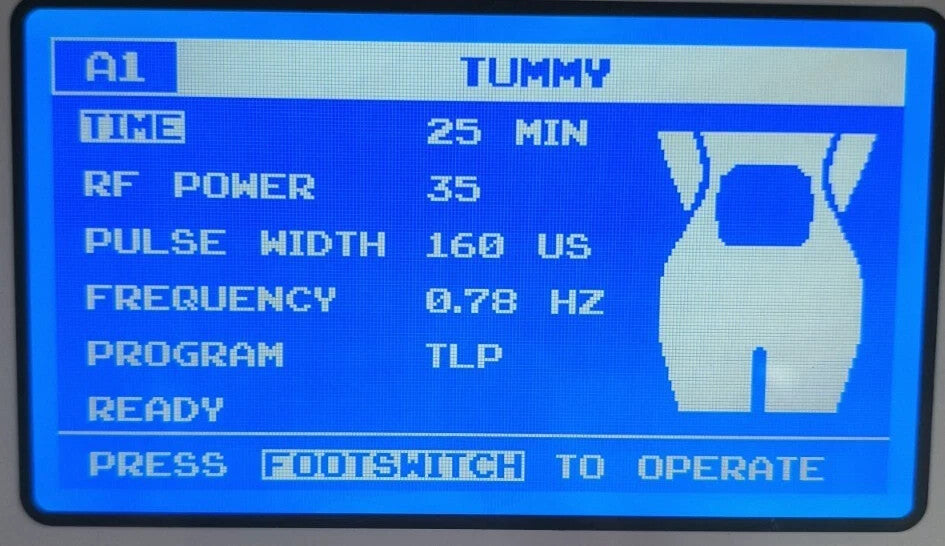 A1 TUMMY
TIME 25 MIN
RF POWER 35
PULSE WIDTH 160 US
FREQUENCY 0.78 HZ
PROGRAM TLP
READY
PRESS FOOTSWITCH TO OPERATE